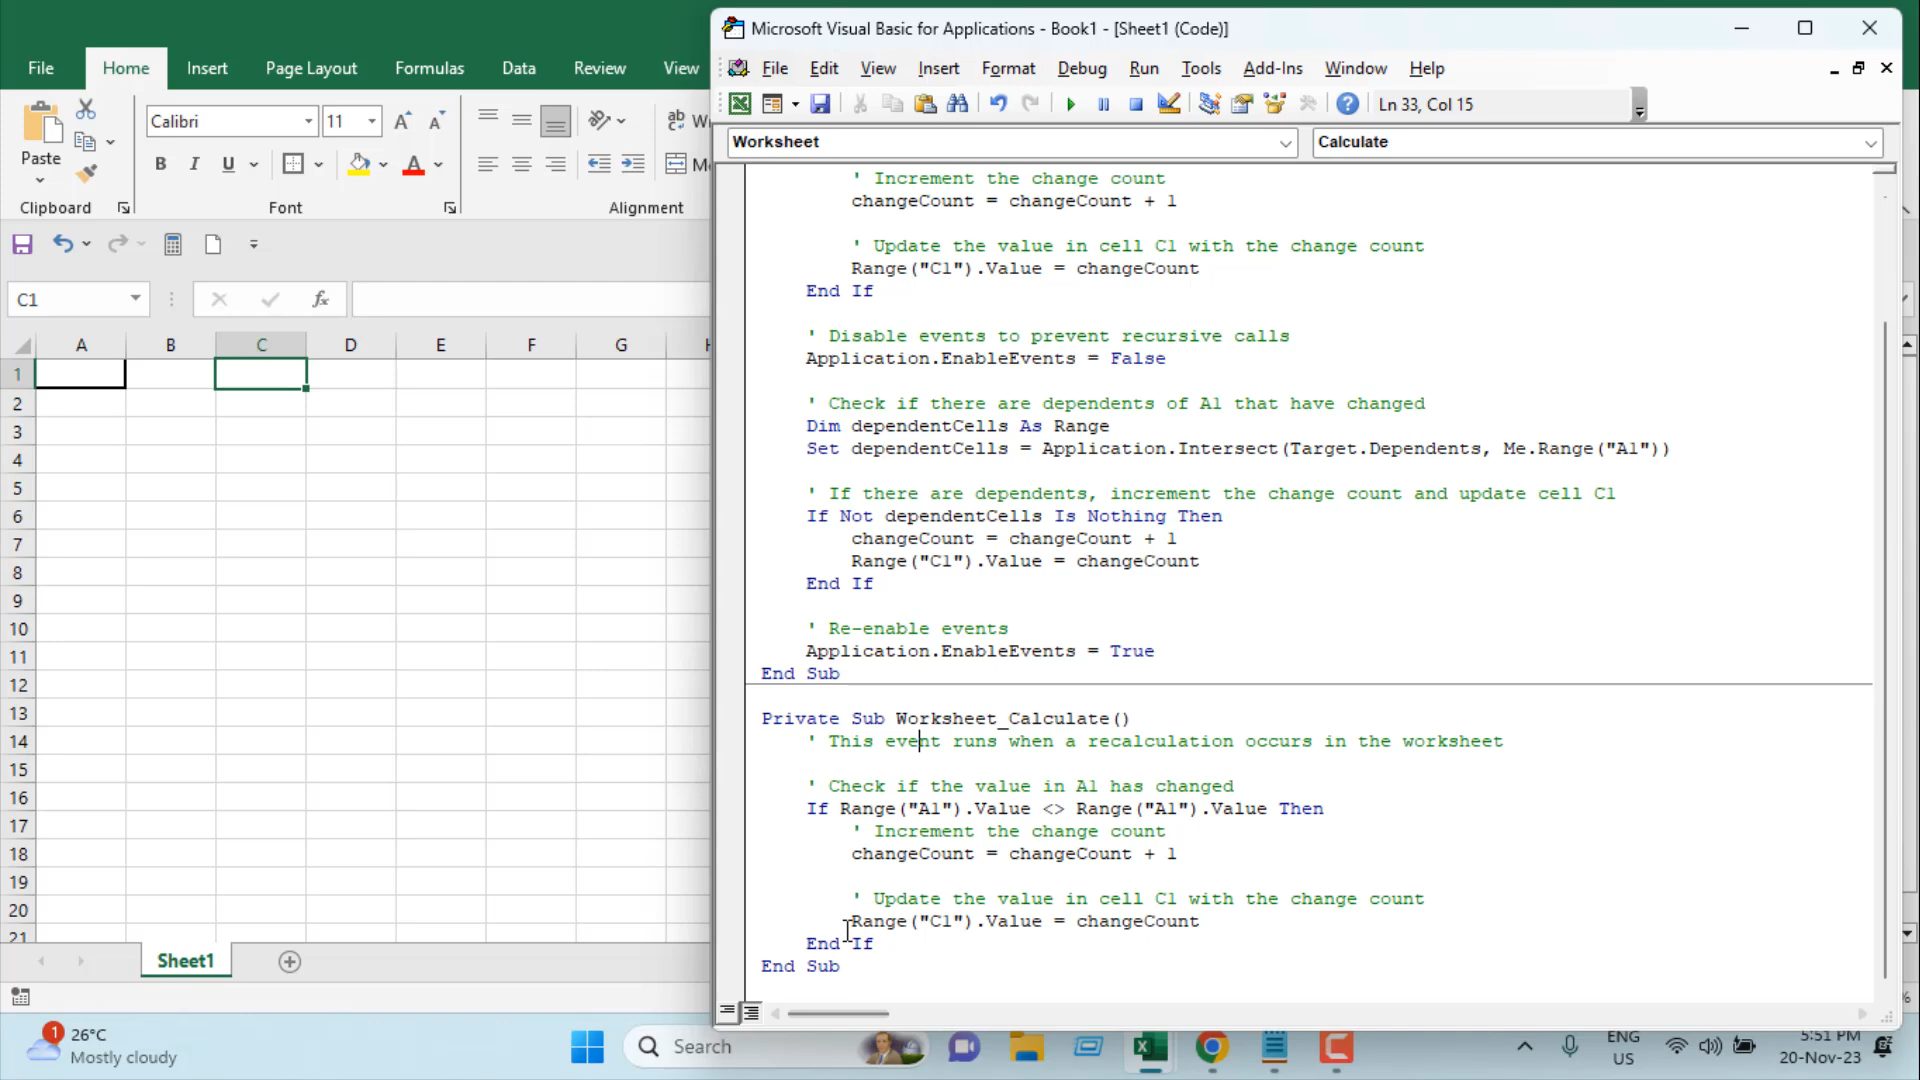 Microsoft Visual Basic for Applications - Book1 - [Sheet1 (Code)]
File Home Insert Page Layout Formulas Data Review View
File Edit View Insert Format Debug Run Tools Add-Ins Window Help
Ln 33, Col 15
Calibri 11
Paste
B I U
A
Clipboard Font Alignment
Worksheet Calculate
C1
fx
A B C D E F G
1
2
3
4
5
6
7
8
9
10
11
12
13
14
15
16
17
18
19
20
21
' Increment the change count
changeCount = changeCount + 1
' Update the value in cell C1 with the change count
Range("C1").Value = changeCount
End If
' Disable events to prevent recursive calls
Application.EnableEvents = False
' Check if there are dependents of A1 that have changed
Dim dependentCells As Range
Set dependentCells = Application.Intersect(Target.Dependents, Me.Range("A1"))
' If there are dependents, increment the change count and update cell C1
If Not dependentCells Is Nothing Then
changeCount = changeCount + 1
Range("C1").Value = changeCount
End If
' Re-enable events
Application.EnableEvents = True
End Sub
Private Sub Worksheet_Calculate()
' This event runs when a recalculation occurs in the worksheet
' Check if the value in A1 has changed
If Range("A1").Value <> Range("A1").Value Then
' Increment the change count
changeCount = changeCount + 1
' Update the value in cell C1 with the change count
Range("C1").Value = changeCount
End If
End Sub
Sheet1
1
26°C
Mostly cloudy
Search
ENG
US
5:51 PM
20-Nov-23